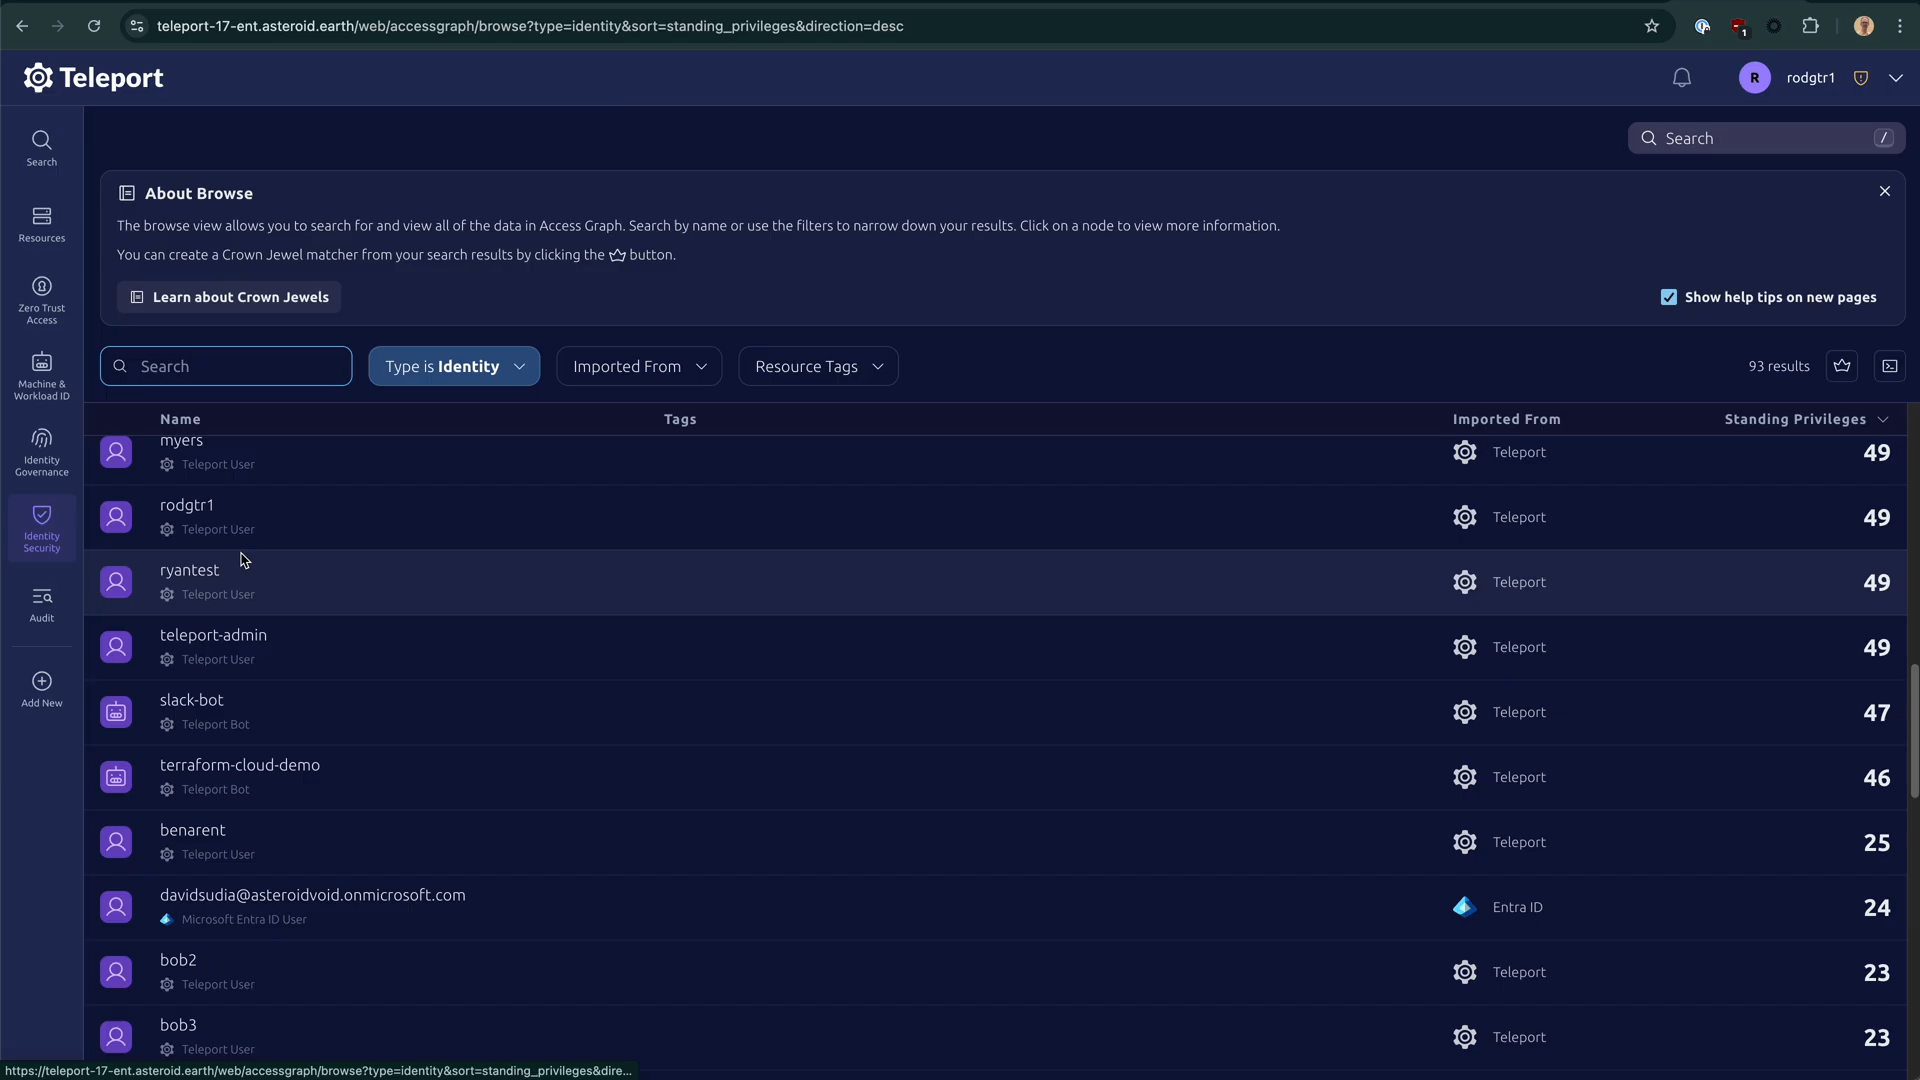 teleport-17-ent.asteroid.earth/web/accessgraph/browse?type=identity&sort=standing_privileges&direction=desc
1
Teleport
R
rodgtr1
Search
Resources
Zero Trust
Access
Machine &
Workload ID
Identity
Governance
Identity
Security
Audit
Add New
Search /
About Browse
The browse view allows you to search for and view all of the data in Access Graph. Search by name or use the filters to narrow down your results. Click on a node to view more information.
You can create a Crown Jewel matcher from your search results by clicking the button.
Learn about Crown Jewels
Show help tips on new pages
Search
Type is Identity
Imported From
Resource Tags
93 results
Name Tags Imported From Standing Privileges
myers
Teleport User
Teleport
49
rodgtr1
Teleport User
Teleport
49
ryantest
Teleport User
Teleport
49
teleport-admin
Teleport User
Teleport
49
slack-bot
Teleport Bot
Teleport
47
terraform-cloud-demo
Teleport Bot
Teleport
46
benarent
Teleport User
Teleport
25
davidsudia@asteroidvoid.onmicrosoft.com
Microsoft Entra ID User
Entra ID
24
bob2
Teleport User
Teleport
23
bob3
Teleport User
Teleport
23
https://teleport-17-ent.asteroid.earth/web/accessgraph/browse?type=identity&sort=standing_privileges&dire...